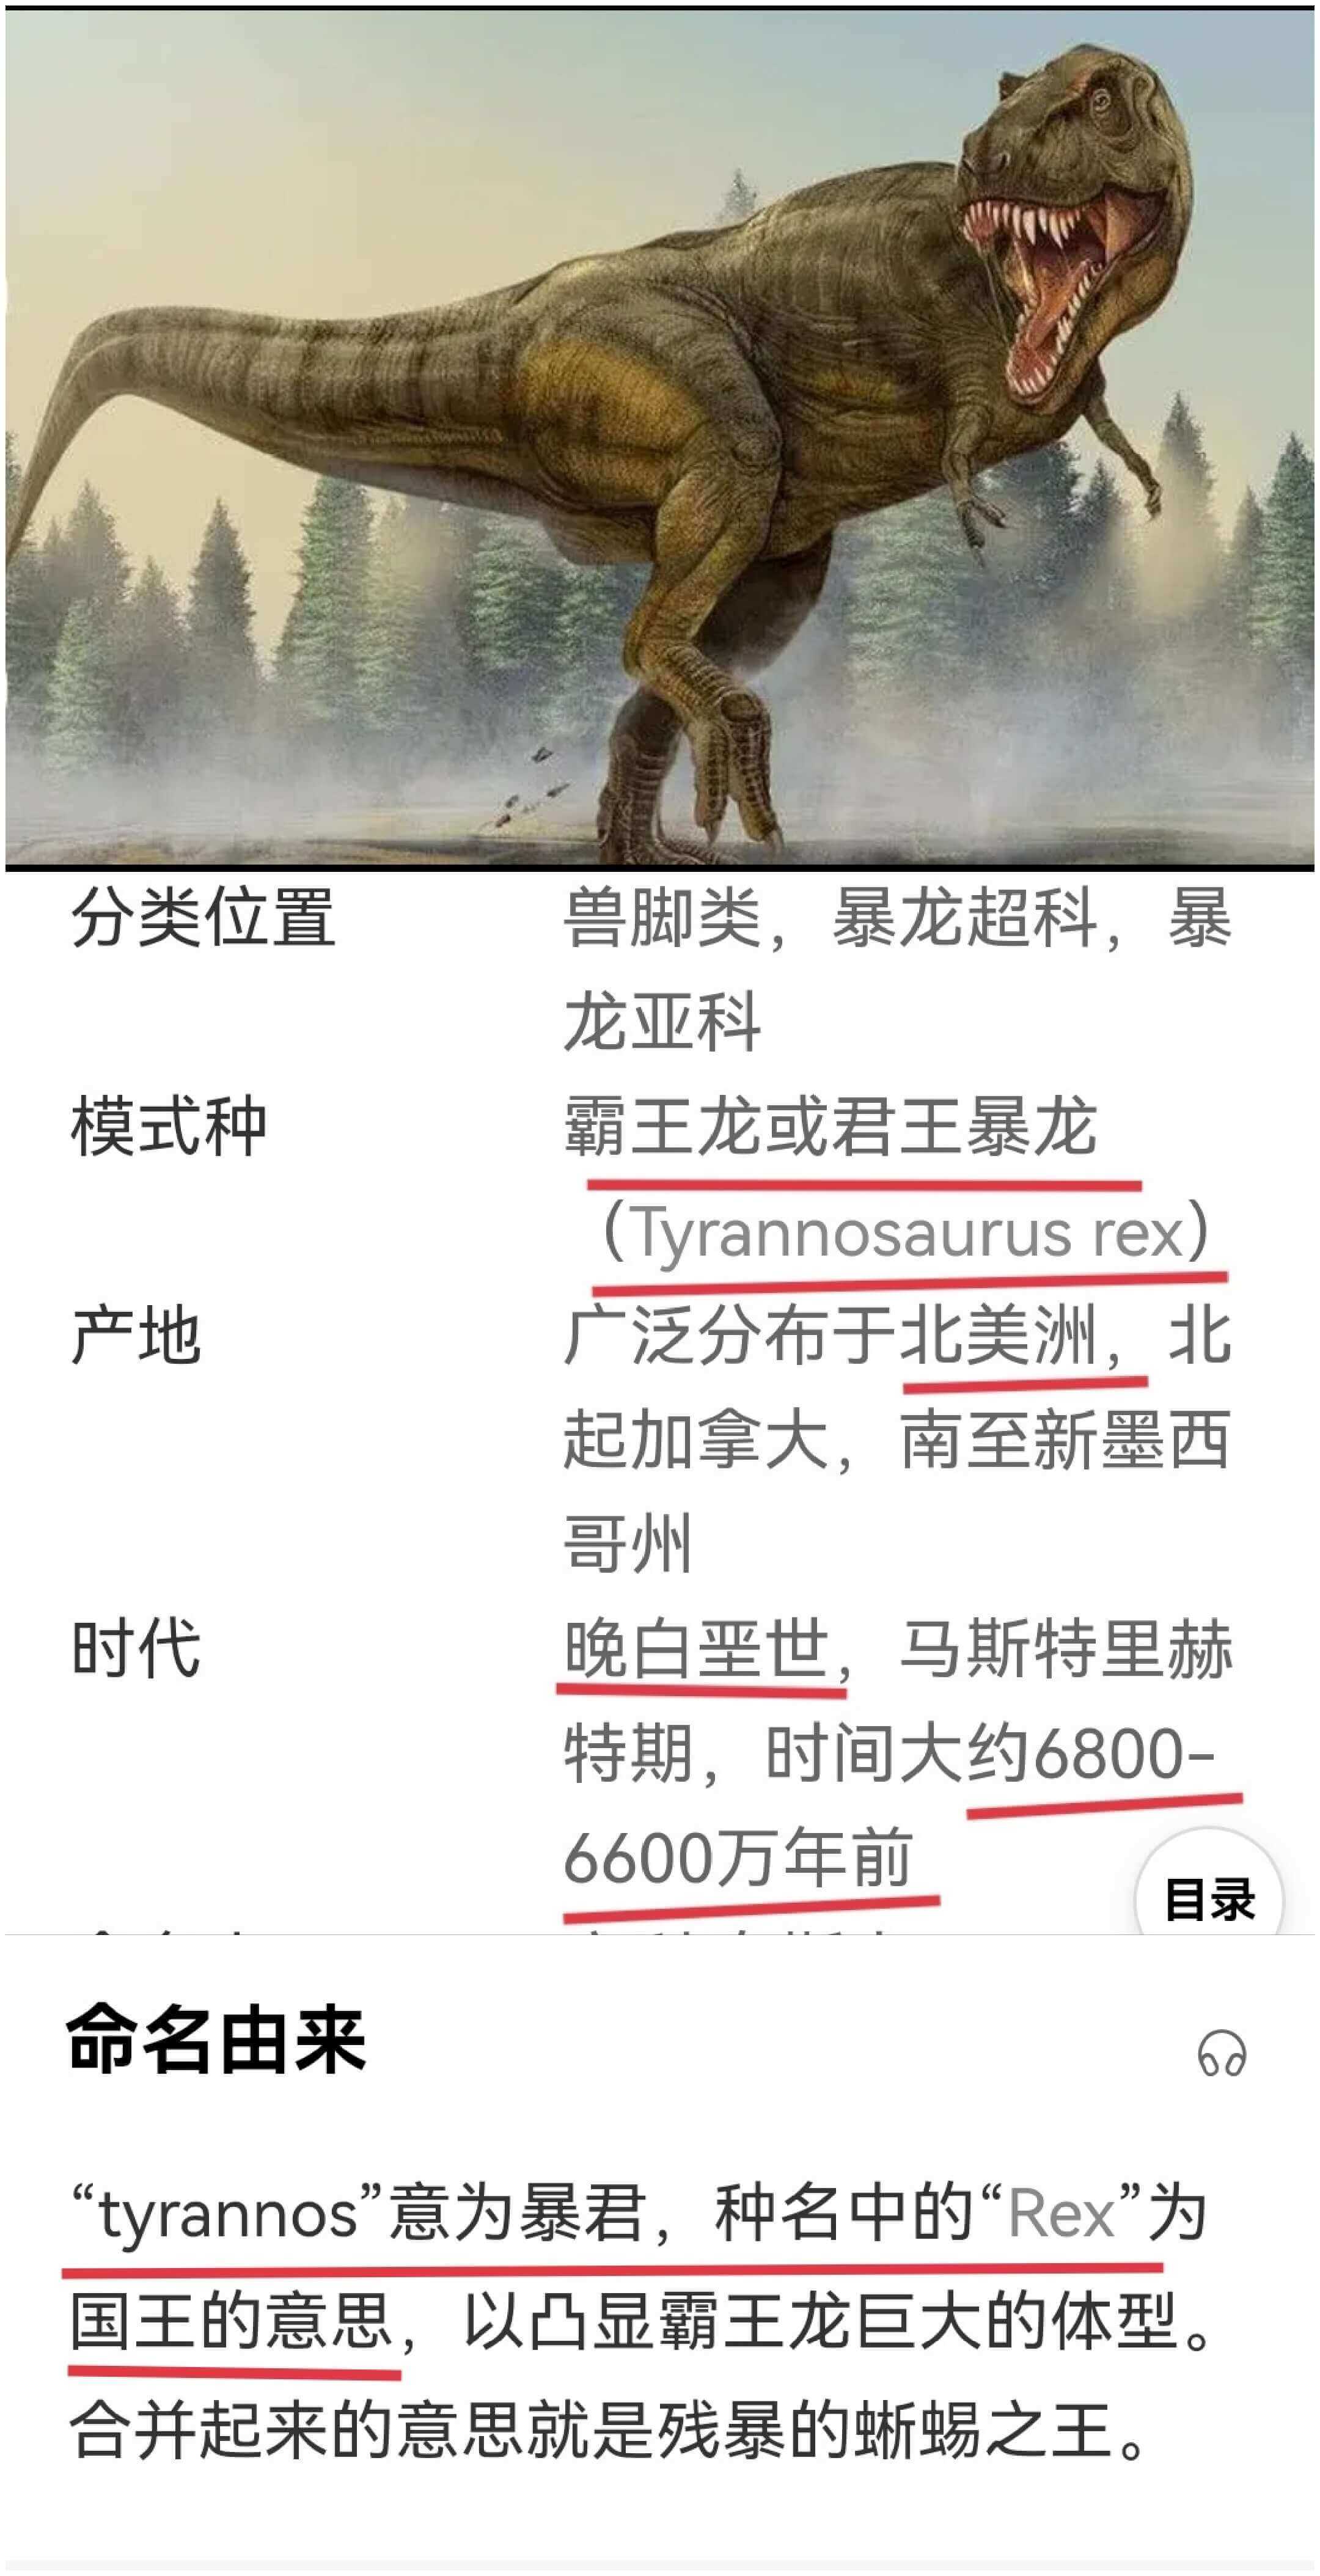 分类位置 兽脚类，暴龙超科，暴
龙亚科
模式种 霸王龙或君王暴龙
（Tyrannosaurus rex）
产地 广泛分布于北美洲，北
起加拿大，南至新墨西
哥州
时代 晚白垩世，马斯特里赫
特期，时间大约6800-
6600万年前
目录
命名由来
“tyrannos”意为暴君，种名中的“Rex”为
国王的意思，以凸显霸王龙巨大的体型。
合并起来的意思就是残暴的蜥蜴之王。